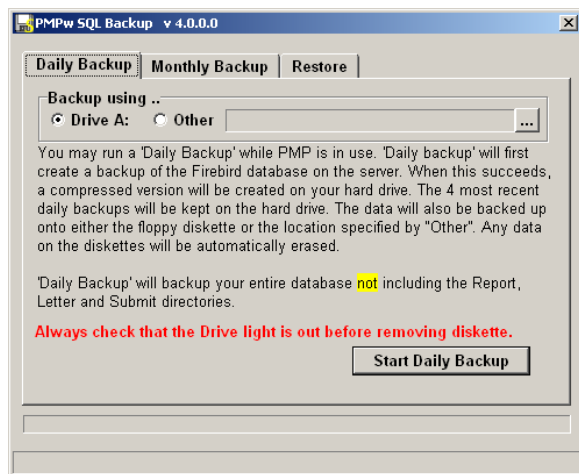 PMPw SQL Backup v 4.0.0.0
Daily Backup Monthly Backup Restore
Backup using ..
Drive A: Other ...
You may run a 'Daily Backup' while PMP is in use. 'Daily backup' will first
create a backup of the Firebird database on the server. When this succeeds,
a compressed version will be created on your hard drive. The 4 most recent
daily backups will be kept on the hard drive. The data will also be backed up
onto either the floppy diskette or the location specified by "Other". Any data
on the diskettes will be automatically erased.
'Daily Backup' will backup your entire database not including the Report,
Letter and Submit directories.
Always check that the Drive light is out before removing diskette.
Start Daily Backup